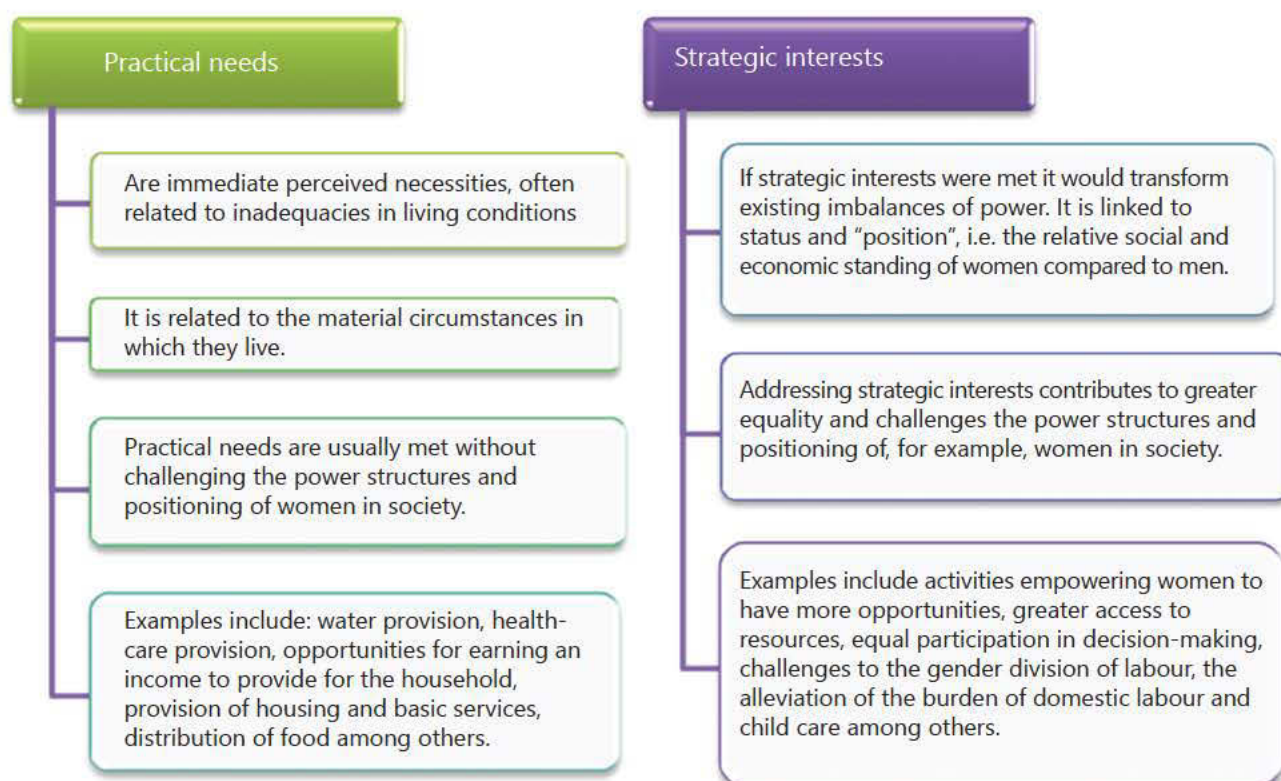 Practical needs
Are immediate perceived necessities, often
related to inadequacies in living conditions
It is related to the material circumstances in
which they live.
Practical needs are usually met without
challenging the power structures and
positioning of women in society.
Examples include: water provision, health-
care provision, opportunities for earning an
income to provide for the household,
provision of housing and basic services,
distribution of food among others.
Strategic interests
If strategic interests were met it would transform
existing imbalances of power. It is linked to
status and “position”, i.e. the relative social and
economic standing of women compared to men.
Addressing strategic interests contributes to greater
equality and challenges the power structures and
positioning of, for example, women in society.
Examples include activities empowering women to
have more opportunities, greater access to
resources, equal participation in decision-making,
challenges to the gender division of labour, the
alleviation of the burden of domestic labour and
child care among others.